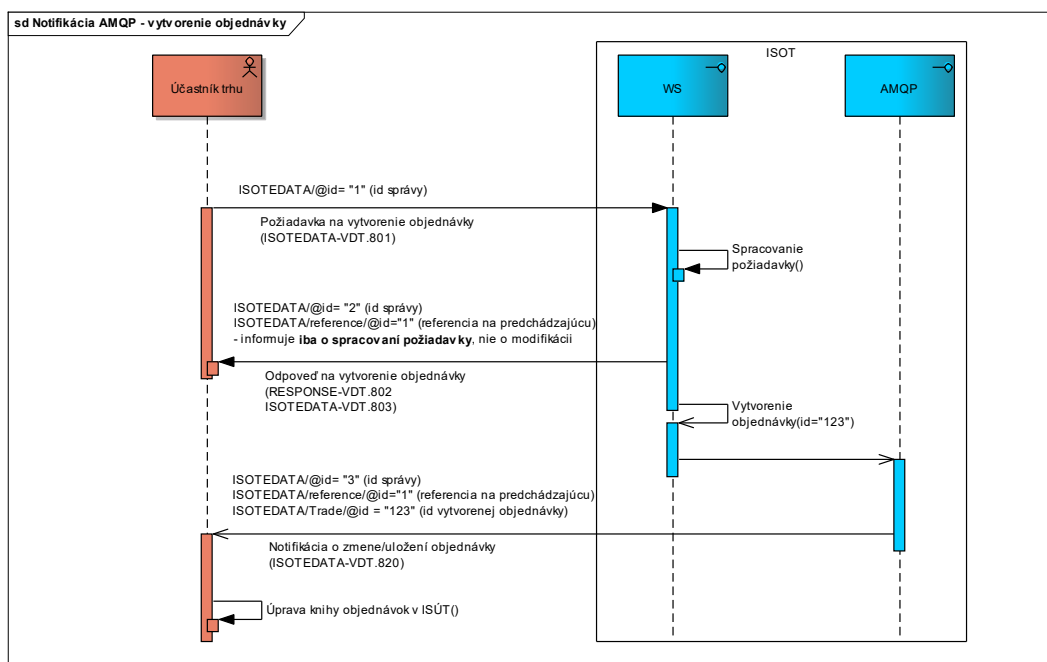 sd Notifikácia AMQP - vytvorenie objednávky
ISOT
Účastník trhu
WS
AMQP
ISOTEDATA/@id= "1" (id správy)
Požiadavka na vytvorenie objednávky
(ISOTEDATA-VDT.801)
Spracovanie
požiadavky()
ISOTEDATA/@id= "2" (id správy)
ISOTEDATA/reference/@id="1" (referencia na predchádzajúcu)
- informuje iba o spracovaní požiadavky, nie o modifikácii
Odpoveď na vytvorenie objednávky
(RESPONSE-VDT.802
ISOTEDATA-VDT.803)
Vytvorenie
objednávky(id="123")
ISOTEDATA/@id= "3" (id správy)
ISOTEDATA/reference/@id="1" (referencia na predchádzajúcu)
ISOTEDATA/Trade/@id = "123" (id vytvorenej objednávky)
Notifikácia o zmene/uložení objednávky
(ISOTEDATA-VDT.820)
Úprava knihy objednávok v ISÚT()